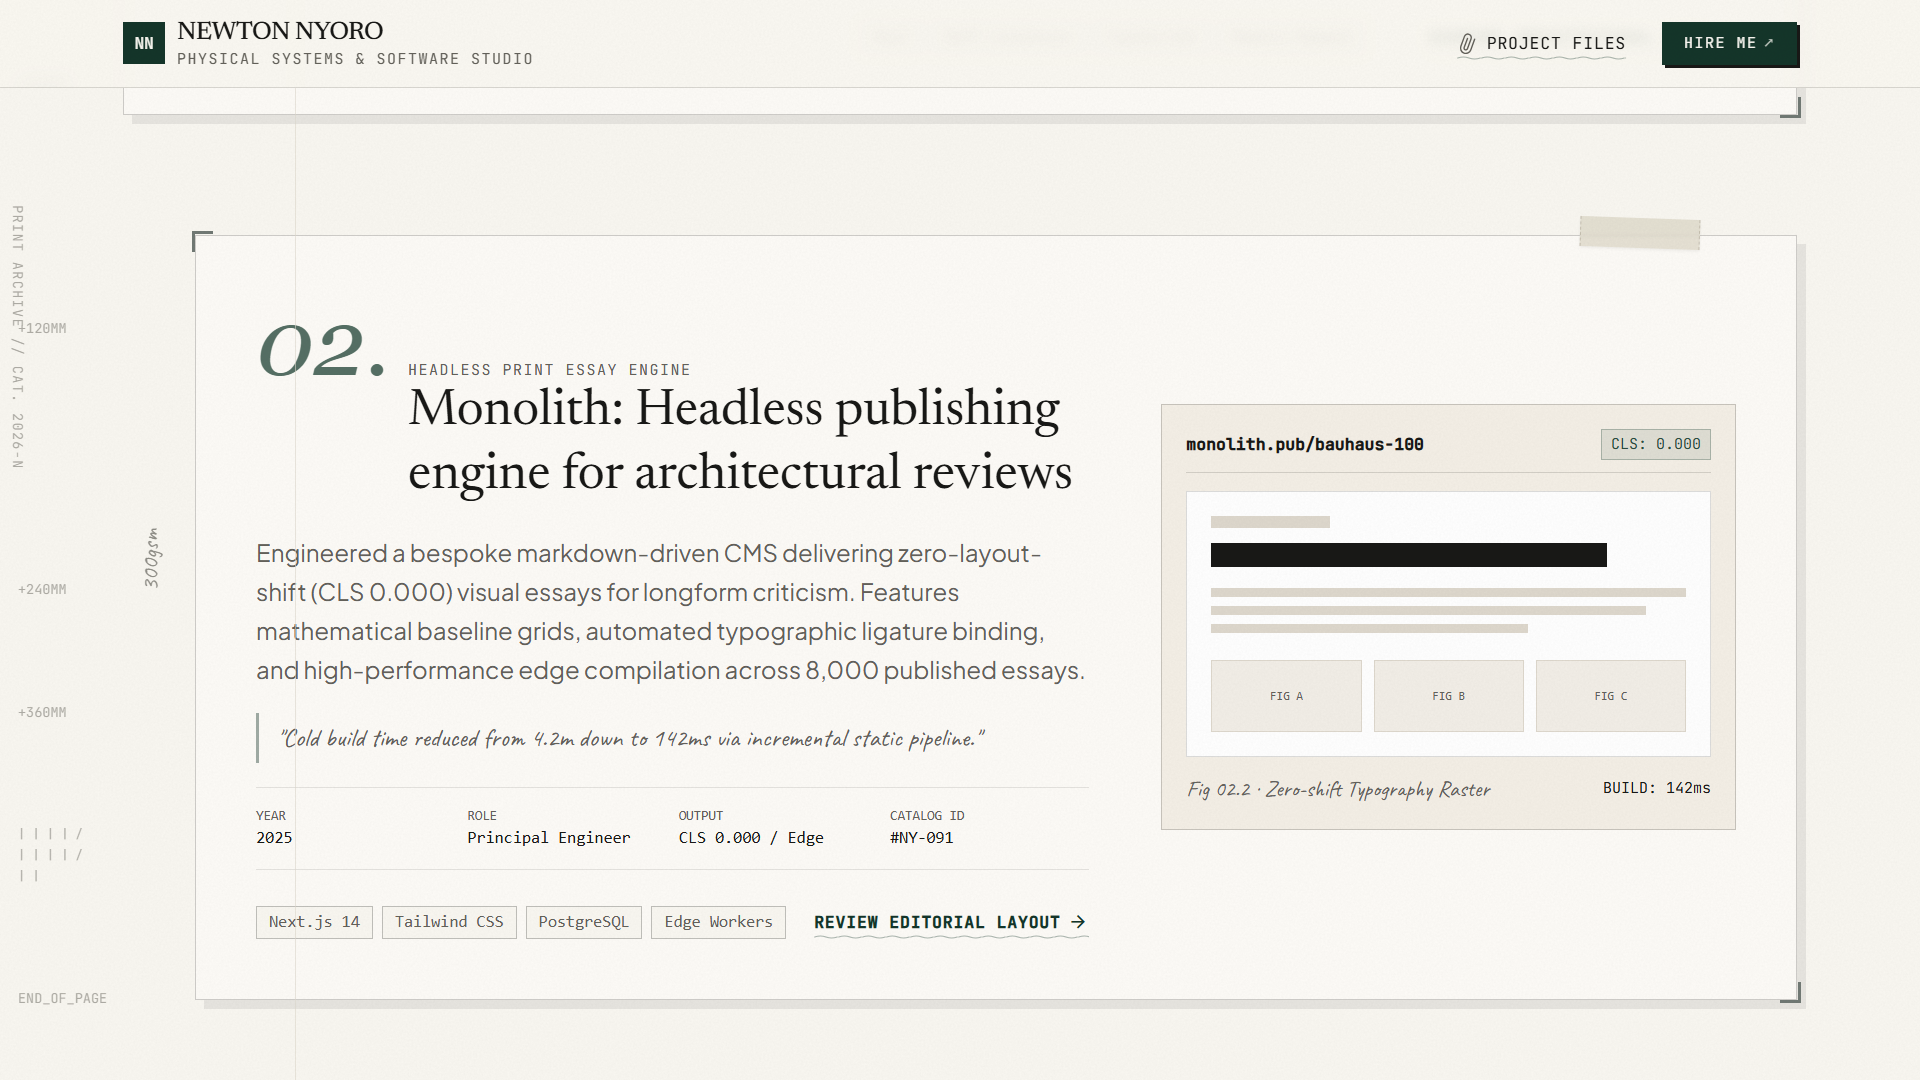 NN
NEWTON NYORO
PHYSICAL SYSTEMS & SOFTWARE STUDIO
PROJECT FILES
HIRE ME ↗
PRINT ARCHIVE // CAT. 2026-N
+120MM
+240MM
+360MM
| | | | /
| | | | /
| |
END_OF_PAGE
300gsm
02.
HEADLESS PRINT ESSAY ENGINE
Monolith: Headless publishing
engine for architectural reviews
Engineered a bespoke markdown-driven CMS delivering zero-layout-
shift (CLS 0.000) visual essays for longform criticism. Features
mathematical baseline grids, automated typographic ligature binding,
and high-performance edge compilation across 8,000 published essays.
"Cold build time reduced from 4.2m down to 142ms via incremental static pipeline."
YEAR
2025
ROLE
Principal Engineer
OUTPUT
CLS 0.000 / Edge
CATALOG ID
#NY-091
Next.js 14
Tailwind CSS
PostgreSQL
Edge Workers
REVIEW EDITORIAL LAYOUT →
monolith.pub/bauhaus-100
CLS: 0.000
FIG A
FIG B
FIG C
Fig 02.2 · Zero-shift Typography Raster
BUILD: 142ms